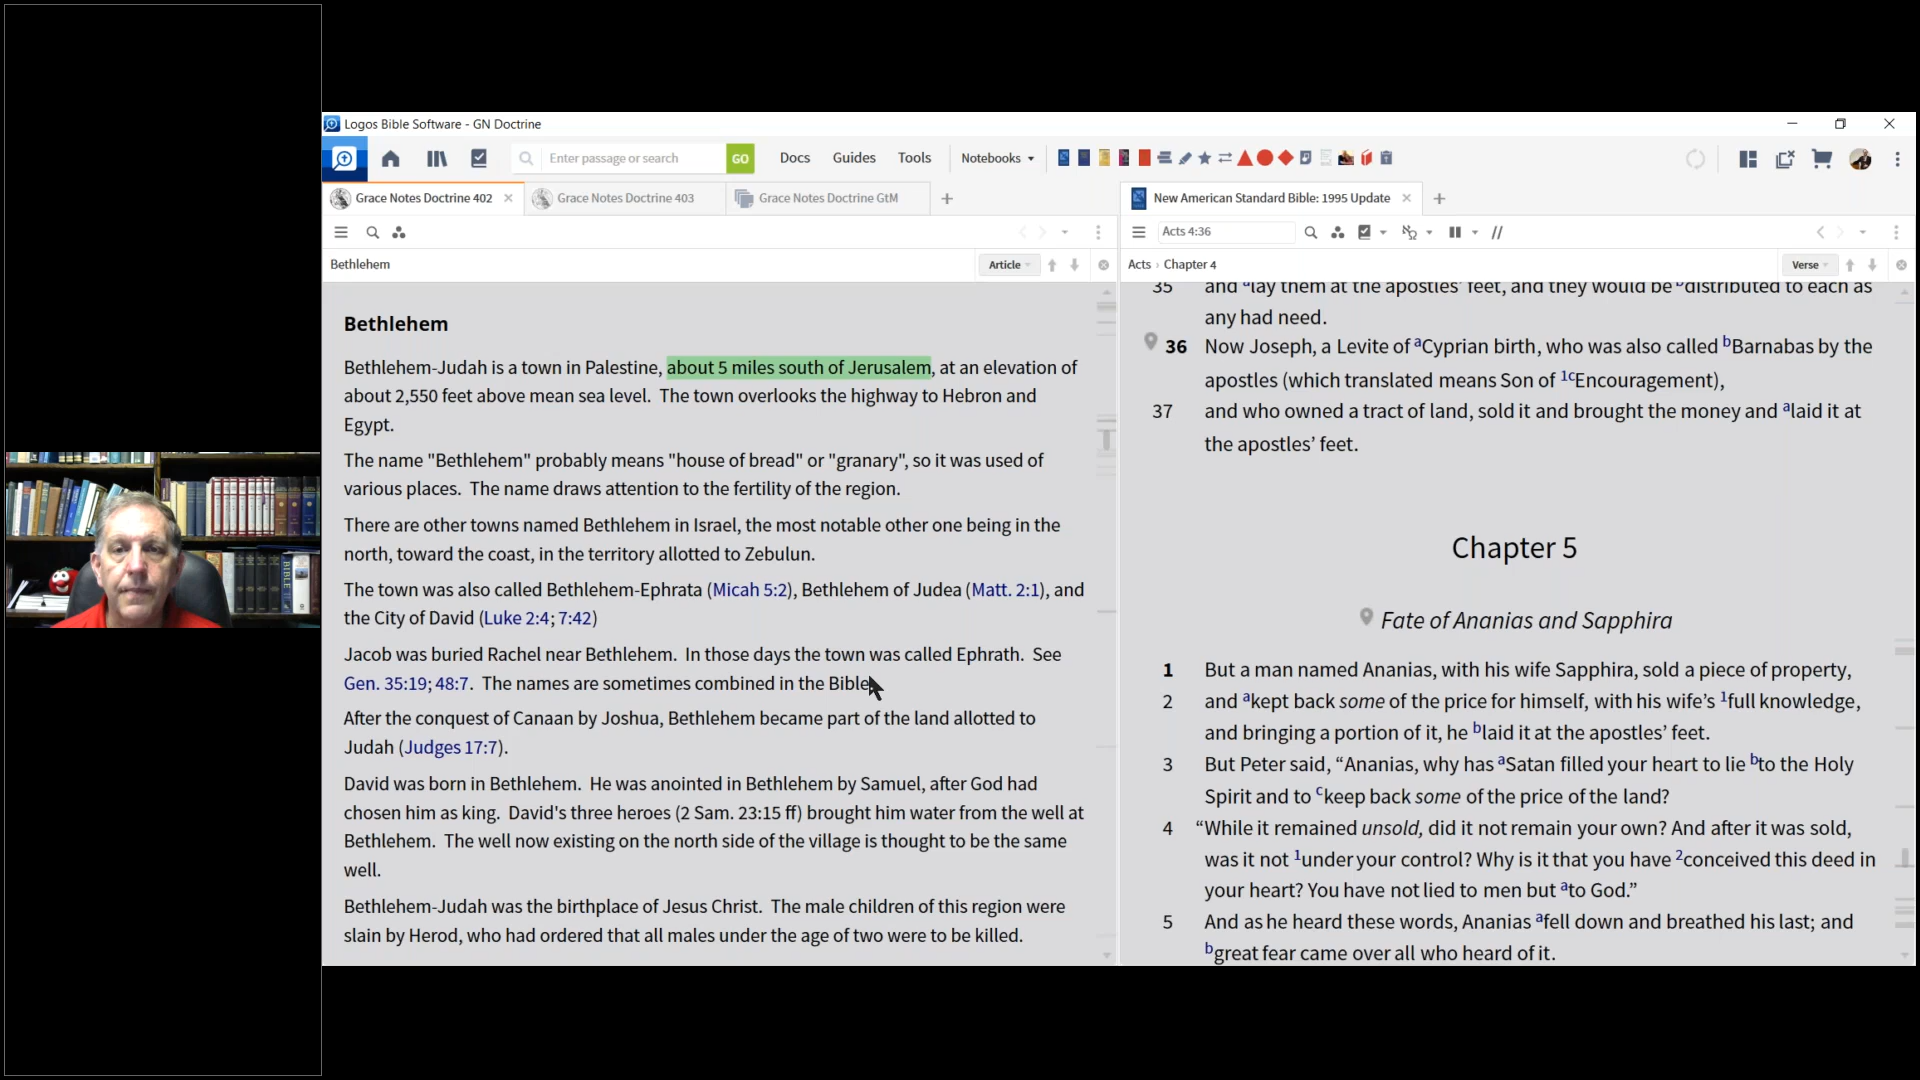 Logos Bible Software - GN Doctrine
Enter passage or search
GO
Docs
Guides
Tools
Notebooks
Grace Notes Doctrine 402
Grace Notes Doctrine 403
Grace Notes Doctrine GtM
Bethlehem
Article
Bethlehem
Bethlehem-Judah is a town in Palestine, about 5 miles south of Jerusalem, at an elevation of
about 2,550 feet above mean sea level. The town overlooks the highway to Hebron and
Egypt.
The name "Bethlehem" probably means "house of bread" or "granary", so it was used of
various places. The name draws attention to the fertility of the region.
There are other towns named Bethlehem in Israel, the most notable other one being in the
north, toward the coast, in the territory allotted to Zebulun.
The town was also called Bethlehem-Ephrata (Micah 5:2), Bethlehem of Judea (Matt. 2:1), and
the City of David (Luke 2:4; 7:42)
Jacob was buried Rachel near Bethlehem. In those days the town was called Ephrath. See
Gen. 35:19; 48:7. The names are sometimes combined in the Bible
After the conquest of Canaan by Joshua, Bethlehem became part of the land allotted to
Judah (Judges 17:7).
David was born in Bethlehem. He was anointed in Bethlehem by Samuel, after God had
chosen him as king. David's three heroes (2 Sam. 23:15 ff) brought him water from the well at
Bethlehem. The well now existing on the north side of the village is thought to be the same
well.
Bethlehem-Judah was the birthplace of Jesus Christ. The male children of this region were
slain by Herod, who had ordered that all males under the age of two were to be killed.
New American Standard Bible: 1995 Update
Acts 4:36
Acts › Chapter 4
Verse
35 and alay them at the apostles’ feet, and they would be bdistributed to each as
any had need.
36 Now Joseph, a Levite of aCyprian birth, who was also called bBarnabas by the
apostles (which translated means Son of 1cEncouragement),
37 and who owned a tract of land, sold it and brought the money and alaid it at
the apostles’ feet.
Chapter 5
Fate of Ananias and Sapphira
1 But a man named Ananias, with his wife Sapphira, sold a piece of property,
2 and akept back some of the price for himself, with his wife’s 1full knowledge,
and bringing a portion of it, he blaid it at the apostles’ feet.
3 But Peter said, “Ananias, why has aSatan filled your heart to lie bto the Holy
Spirit and to ckeep back some of the price of the land?
4 “While it remained unsold, did it not remain your own? And after it was sold,
was it not 1under your control? Why is it that you have 2conceived this deed in
your heart? You have not lied to men but ato God.”
5 And as he heard these words, Ananias afell down and breathed his last; and
bgreat fear came over all who heard of it.
BIBLE